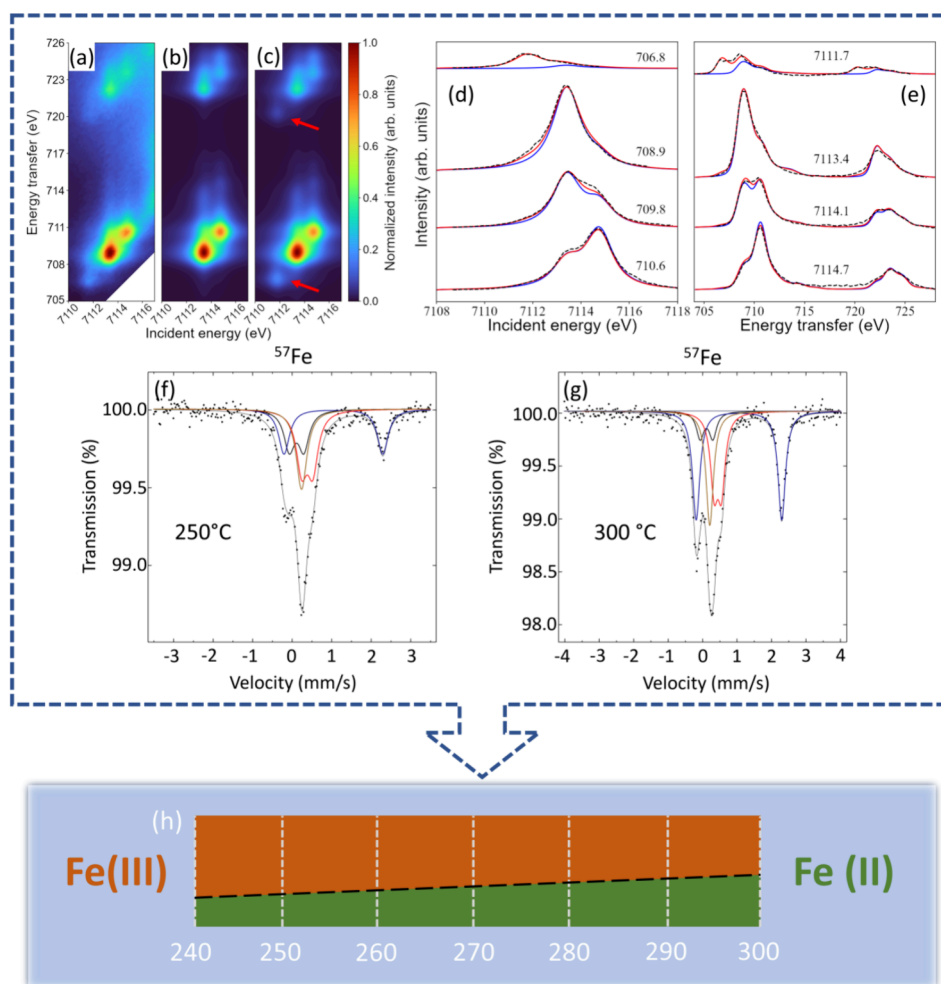 (a)
(b)
(c)
726
723
720
717
714
711
708
705
Energy transfer (eV)
7110
7112
7114
7116
7110
7112
7114
7116
7110
7112
7114
7116
Incident energy (eV)
1.0
0.8
0.6
0.4
0.2
0.0
Normalized intensity (arb. units)
Intensity (arb. units)
706.8
(d)
708.9
709.8
710.6
7108 7110 7112 7114 7116 7118
Incident energy (eV)
7111.7
(e)
7113.4
7114.1
7114.7
705 710 715 720 725
Energy transfer (eV)
57Fe
(f)
100.0
99.5
99.0
Transmission (%)
250°C
-3 -2 -1 0 1 2 3
Velocity (mm/s)
57Fe
(g)
100.0
99.5
99.0
98.5
98.0
Transmission (%)
300 °C
-4 -3 -2 -1 0 1 2 3 4
Velocity (mm/s)
(h)
Fe(III)
Fe (II)
240 250 260 270 280 290 300